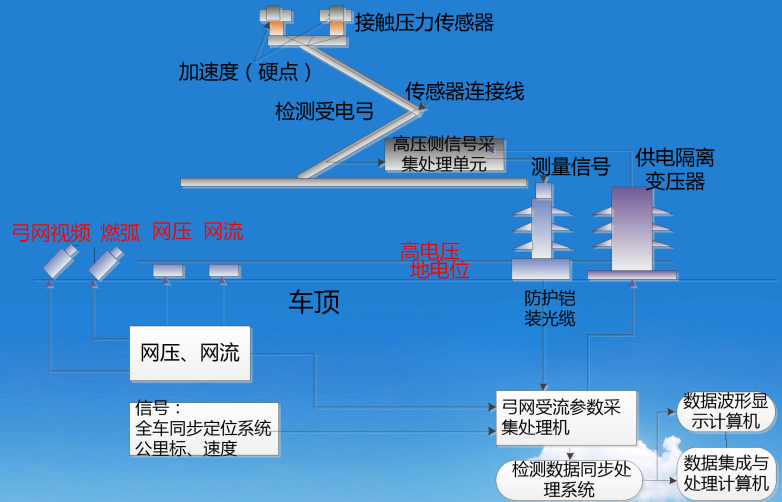 接触压力传感器
加速度（硬点）
传感器连接线
检测受电弓
高压侧信号采
集处理单元
测量信号
供电隔离
变压器
弓网视频 燃弧 网压 网流
高电压
地电位
车顶
防护铠
装光缆
网压、网流
信号：
全车同步定位系统
公里标、速度
弓网受流参数采
集处理机
数据波形显
示计算机
检测数据同步处
理系统
数据集成与
处理计算机